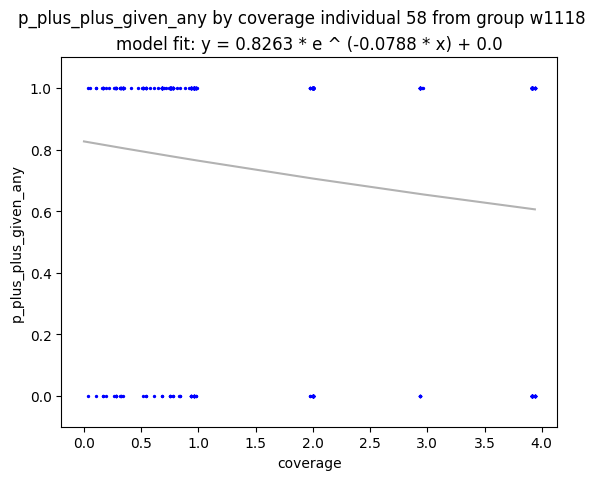 p_plus_plus_given_any by coverage individual 58 from group w1118
model fit: y = 0.8263 * e ^ (-0.0788 * x) + 0.0
1.0
0.8
0.6
0.4
0.2
0.0
p_plus_plus_given_any
0.0 0.5 1.0 1.5 2.0 2.5 3.0 3.5 4.0
coverage